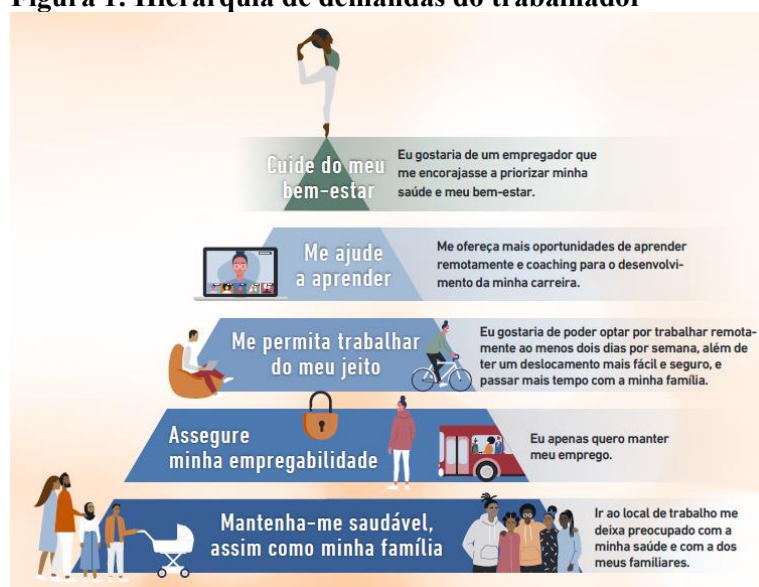 Figura 1: Hierarquia de demandas do trabalhador
Cuide do meu
bem-estar
Eu gostaria de um empregador que
me encorajasse a priorizar minha
saúde e meu bem-estar.
Me ajude
a aprender
Me ofereça mais oportunidades de aprender
remotamente e coaching para o desenvolvi-
mento da minha carreira.
Me permita trabalhar
do meu jeito
Eu gostaria de poder optar por trabalhar remota-
mente ao menos dois dias por semana, além de
ter um deslocamento mais fácil e seguro, e
passar mais tempo com a minha família.
Assegure
minha empregabilidade
Eu apenas quero manter
meu emprego.
Mantenha-me saudável,
assim como minha família
Ir ao local de trabalho me
deixa preocupado com a
minha saúde e com a dos
meus familiares.